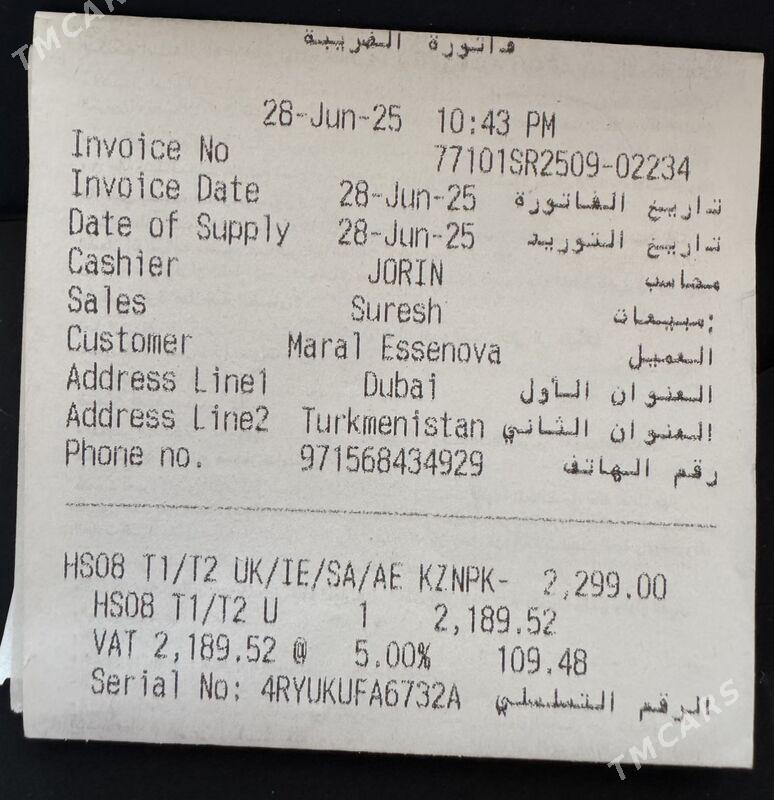 TMCARS
فاتورة الضريبة
28-Jun-25 10:43 PM
Invoice No 77101SR2509-02234
Invoice Date 28-Jun-25 تاريخ الفاتورة
Date of Supply 28-Jun-25 تاريخ التوريد
Cashier JORIN محاسب
Sales Suresh مبيعات:
Customer Maral Essenova العميل
Address Line1 Dubai العنوان الأول
Address Line2 Turkmenistan العنوان الثاني
Phone no. 971568434929 رقم الهاتف
HS08 T1/T2 UK/IE/SA/AE KZNPK- 2,299.00
HS08 T1/T2 U 1 2,189.52
VAT 2,189.52 @ 5.00% 109.48
Serial No: 4RYUKUFA6732A الرقم التسلسلي
TMCARS